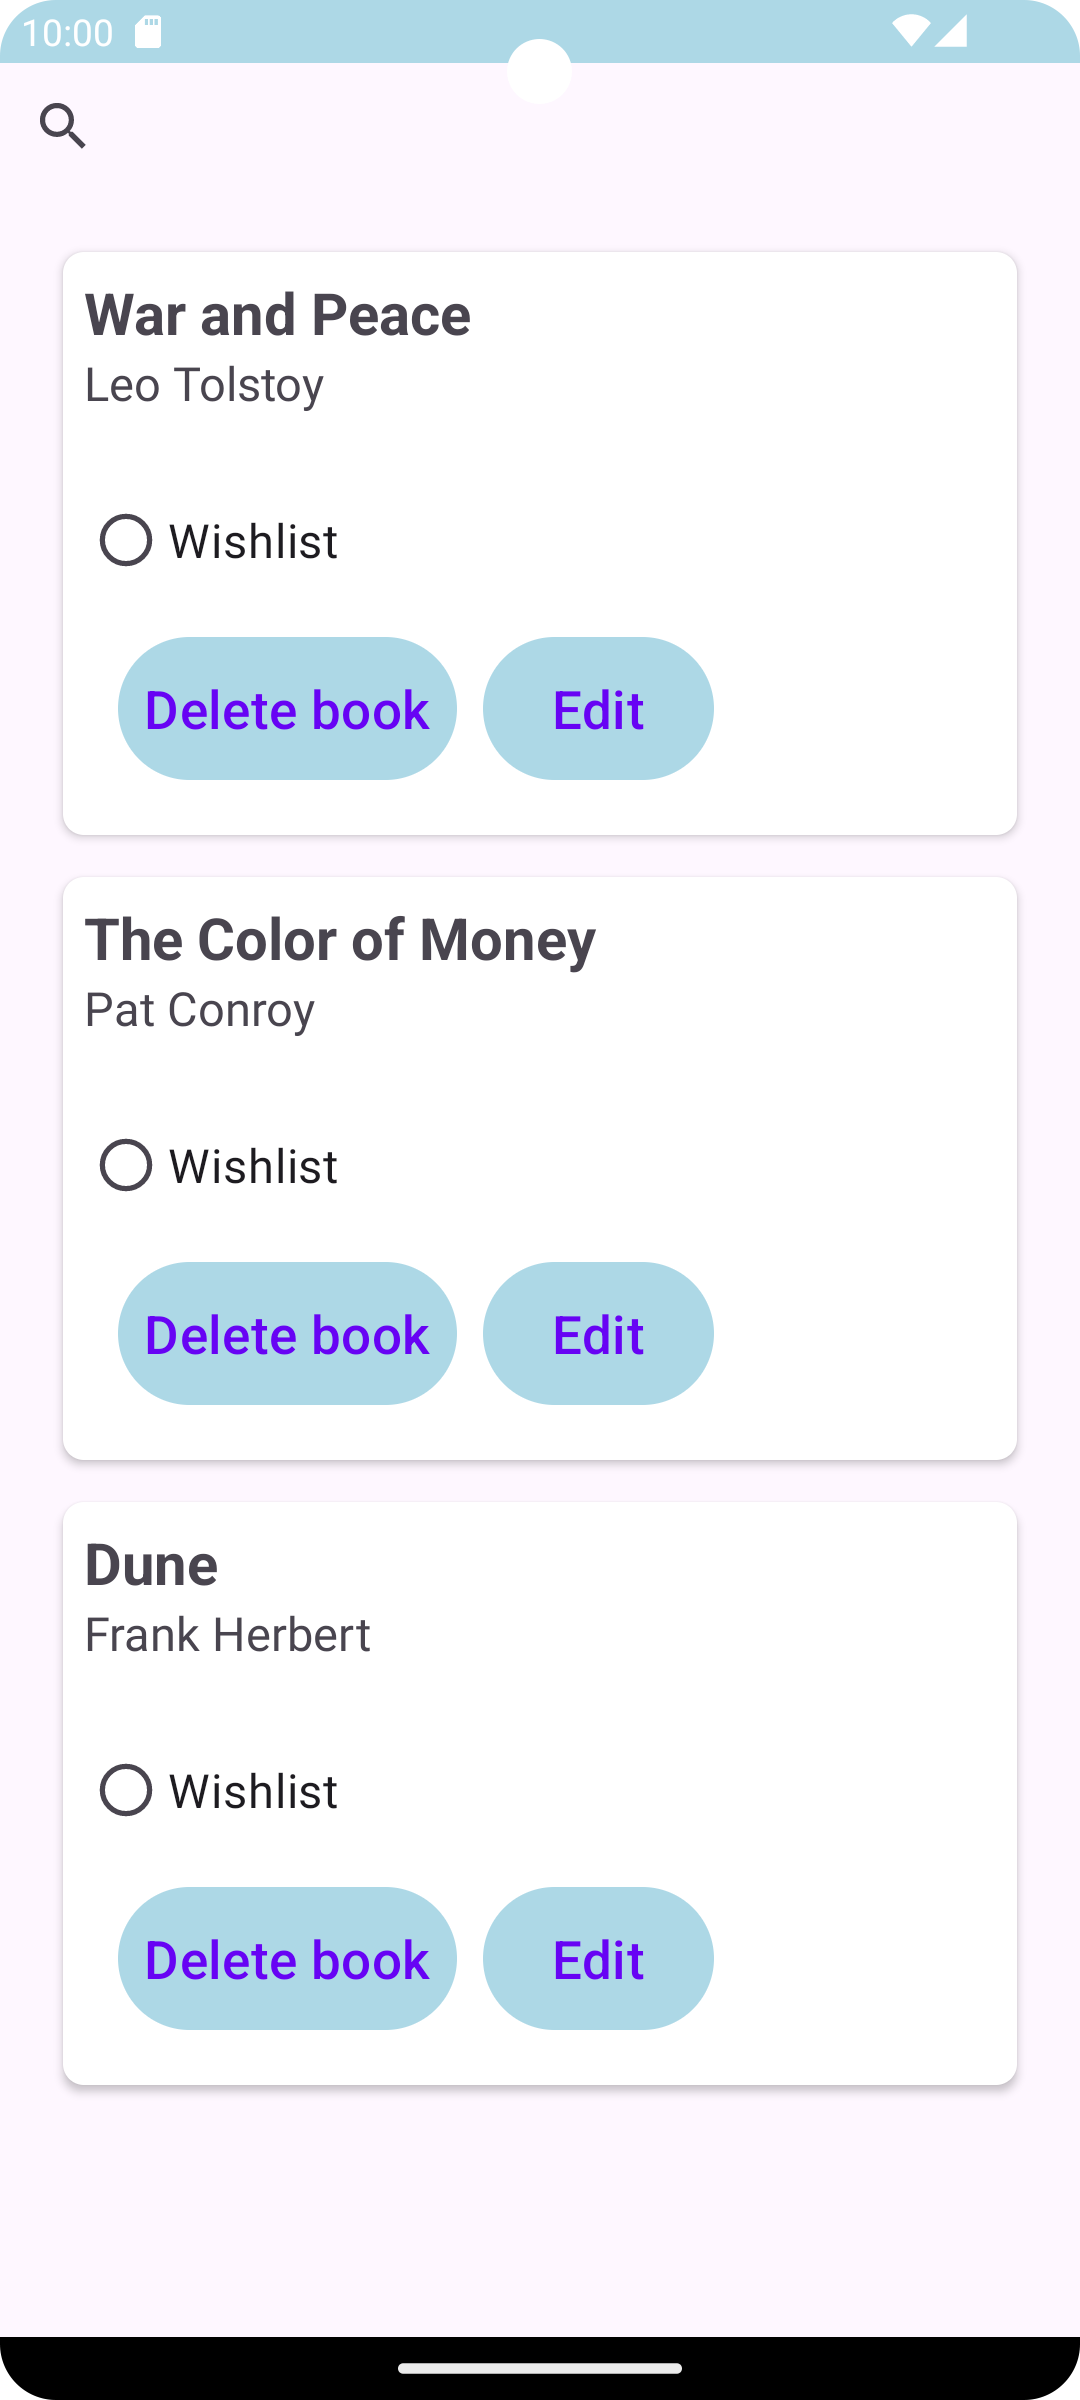 10:00
War and Peace
Leo Tolstoy
Wishlist
Delete book Edit
The Color of Money
Pat Conroy
Wishlist
Delete book Edit
Dune
Frank Herbert
Wishlist
Delete book Edit